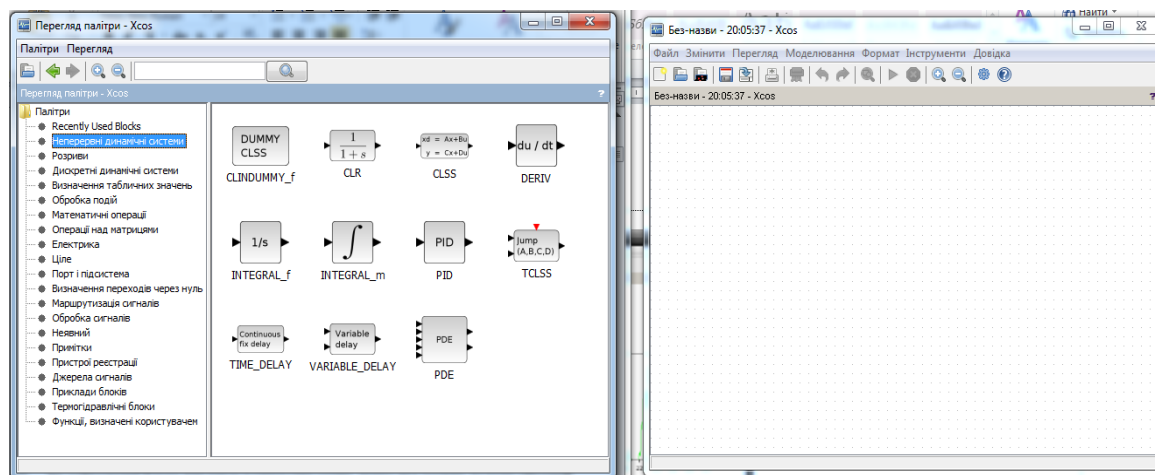 Перегляд палітри - Xcos
Палітри Перегляд
Перегляд палітри - Xcos ?
Палітри
Recently Used Blocks
Неперервні динамічні системи
Розриви
Дискретні динамічні системи
Визначення табличних значень
Обробка подій
Математичні операції
Операції над матрицями
Електрика
Ціле
Порт і підсистема
Визначення переходів через нуль
Маршрутизація сигналів
Обробка сигналів
Неявний
Примітки
Пристрої реєстрації
Джерела сигналів
Приклади блоків
Термогідравлічні блоки
Функції, визначені користувачем
DUMMY
CLSS
CLINDUMMY_f
1
1 + s
CLR
xd = Ax+Bu
y = Cx+Du
CLSS
du / dt
DERIV
1/s
INTEGRAL_f
∫
INTEGRAL_m
PID
PID
Jump
(A,B,C,D)
TCLSS
Continuous
fix delay
TIME_DELAY
Variable
delay
VARIABLE_DELAY
PDE
PDE
Найти
Без-назви - 20:05:37 - Xcos
Файл Змінити Перегляд Моделювання Формат Інструменти Довідка
Без-назви - 20:05:37 - Xcos ?